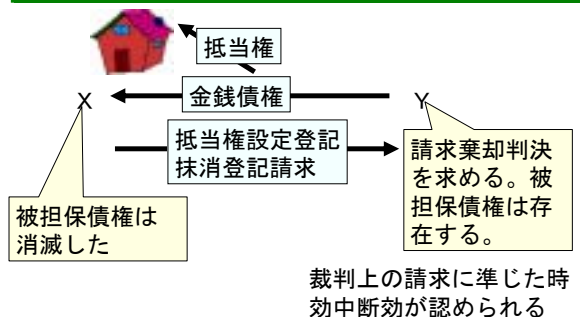 抵当権
金銭債権
X
Y
抵当権設定登記
抹消登記請求
請求棄却判決
を求める。被
担保債権は存
在する。
被担保債権は
消滅した
裁判上の請求に準じた時
効中断効が認められる